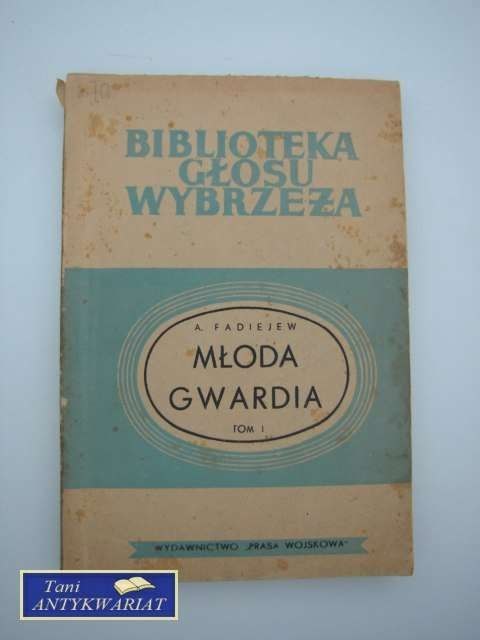 BIBLIOTEKA
GŁOSU
WYBRZEŻA
A. FADIEJEW
MŁODA
GWARDIA
TOM I
WYDAWNICTWO „PRASA WOJSKOWA"
Tani
ANTYKWARIAT